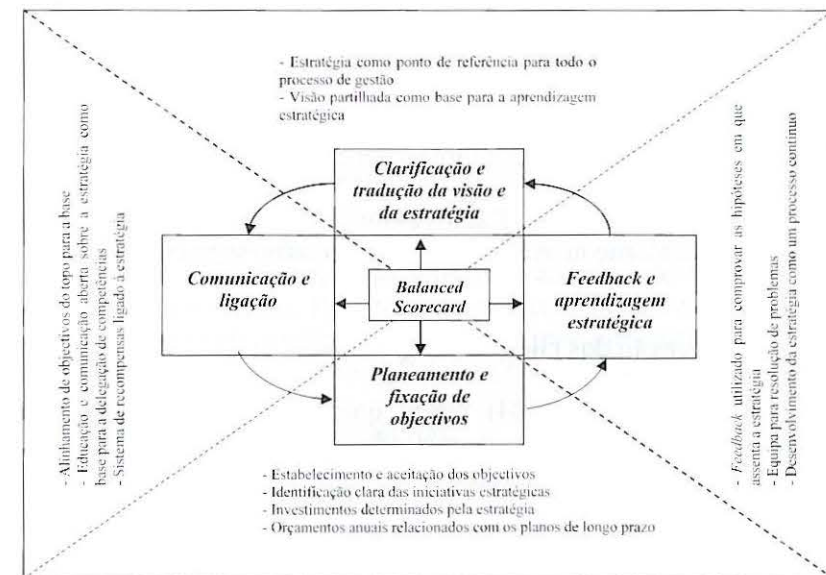 - Estratégia como ponto de referência para todo o
processo de gestão
- Visão partilhada como base para a aprendizagem
estratégica
- Alinhamento de objectivos do topo para a base
- Educação e comunicação aberta sobre a estratégia como
base para a delegação de competências
- Sistema de recompensas ligado à estratégia
Clarificação e
tradução da visão e
da estratégia
Comunicação e
ligação
Balanced
Scorecard
Feedback e
aprendizagem
estratégica
Planeamento e
fixação de
objectivos
- Feedback utilizado para comprovar as hipóteses em que
assenta a estratégia
- Equipa para resolução de problemas
- Desenvolvimento da estratégia como um processo contínuo
- Estabelecimento e aceitação dos objectivos
- Identificação clara das iniciativas estratégicas
- Investimentos determinados pela estratégia
- Orçamentos anuais relacionados com os planos de longo prazo